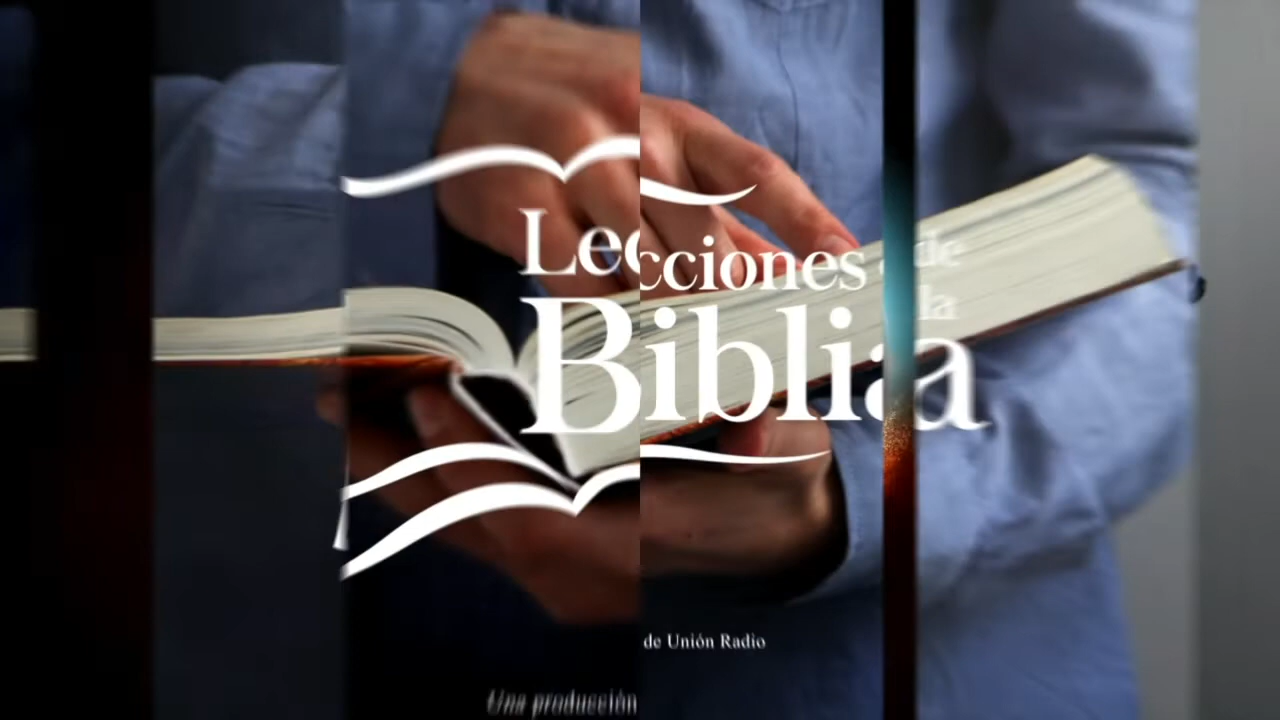 Lecciones de
la
Biblia
de Unión Radio
Una producción